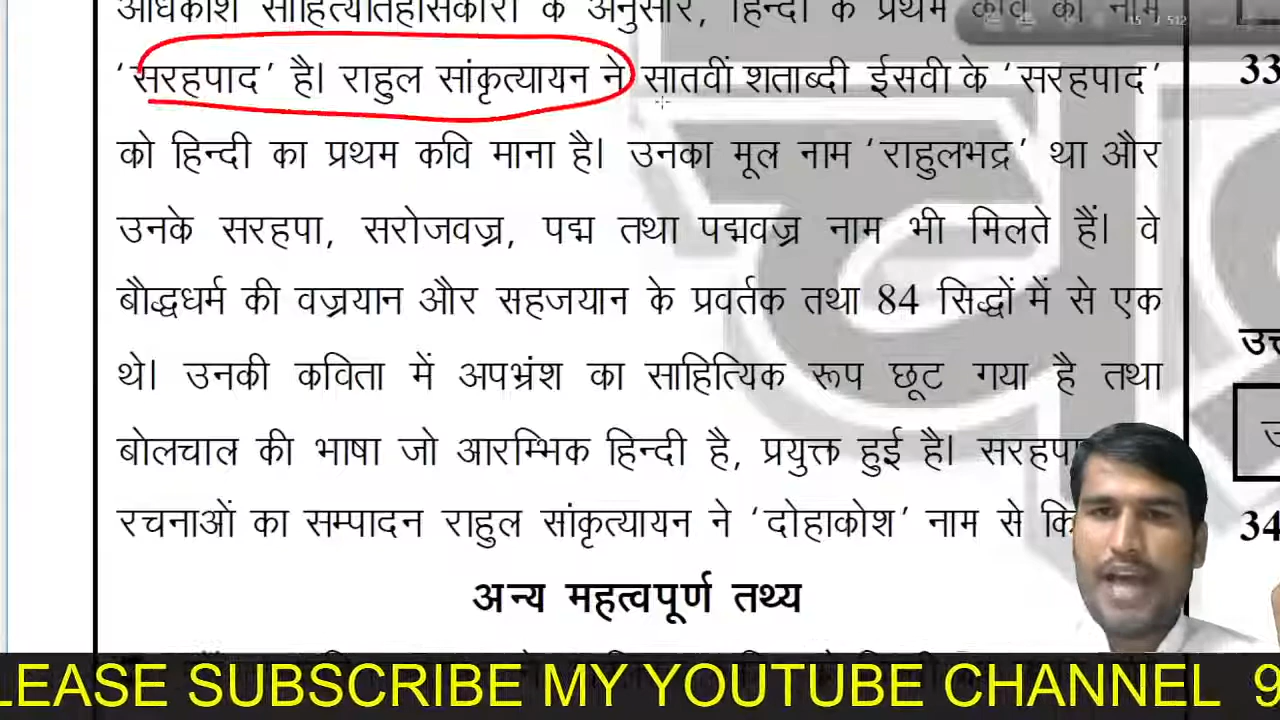 अधिकांश साहित्येतिहासकारों के अनुसार, हिन्दी के प्रथम कवि का नाम
‘सरहपाद’ है। राहुल सांकृत्यायन ने सातवीं शताब्दी ईसवी के ‘सरहपाद’
को हिन्दी का प्रथम कवि माना है। उनका मूल नाम ‘राहुलभद्र’ था और
उनके सरहपा, सरोजवज्र, पद्म तथा पद्मवज्र नाम भी मिलते हैं। वे
बौद्धधर्म की वज्रयान और सहजयान के प्रवर्तक तथा 84 सिद्धों में से एक
थे। उनकी कविता में अपभ्रंश का साहित्यिक रूप छूट गया है तथा
बोलचाल की भाषा जो आरम्भिक हिन्दी है, प्रयुक्त हुई है।
रचनाओं का सम्पादन राहुल सांकृत्यायन ने ‘दोहाकोश’ नाम से
अन्य महत्वपूर्ण तथ्य
15 / 512
33
34
LEASE SUBSCRIBE MY YOUTUBE CHANNEL 9